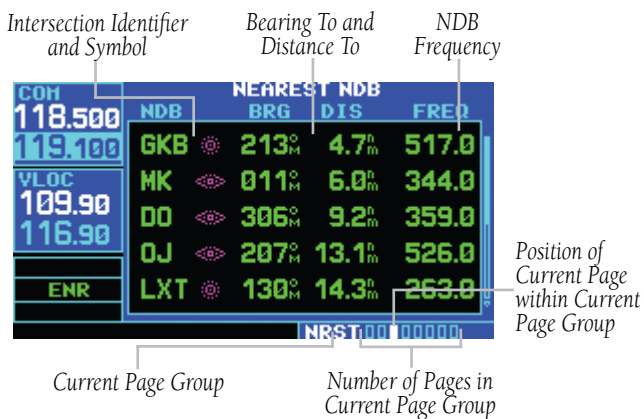 Intersection Identifier
and Symbol
Bearing To and
Distance To
NDB
Frequency
COM
118.500
119.100
VLOC
109.90
116.90
ENR
NEAREST NDB
NDB BRG DIS FREQ
GKB 213°M 4.7nm 517.0
MK 011°M 6.0nm 344.0
DO 306°M 9.2nm 359.0
OJ 207°M 13.1nm 526.0
LXT 130°M 14.3nm 263.0
NRST
Position of
Current Page
within Current
Page Group
Current Page Group
Number of Pages in
Current Page Group